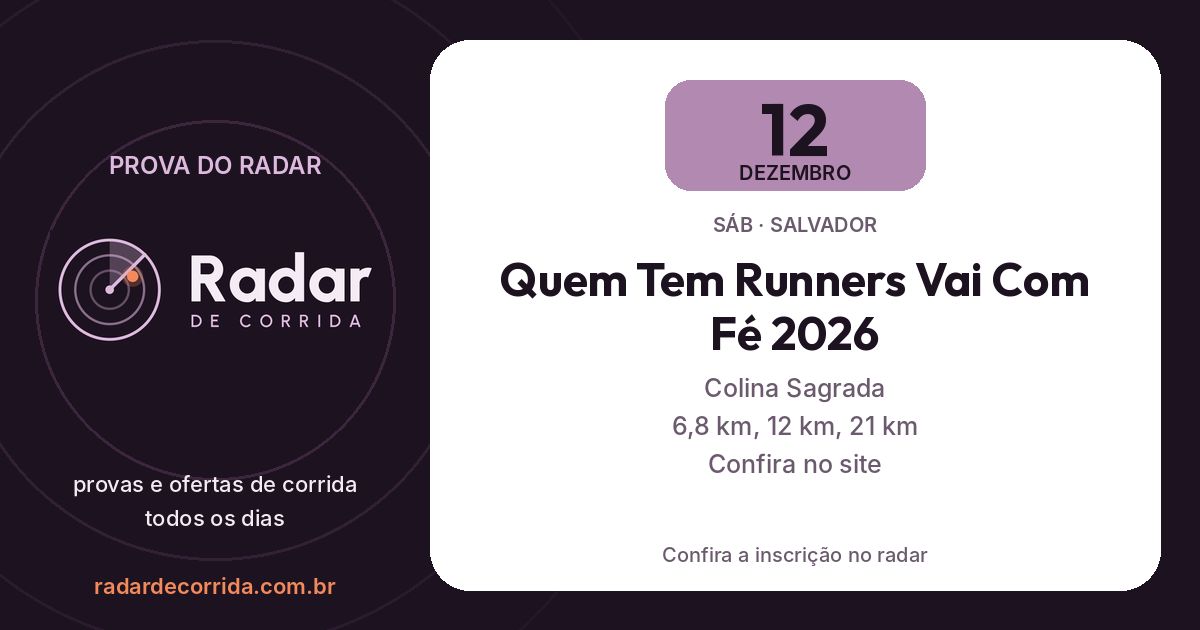 PROVA DO RADAR
Radar
DE CORRIDA
provas e ofertas de corrida
todos os dias
radardecorrida.com.br
12
DEZEMBRO
SÁB · SALVADOR
Quem Tem Runners Vai Com
Fé 2026
Colina Sagrada
6,8 km, 12 km, 21 km
Confira no site
Confira a inscrição no radar